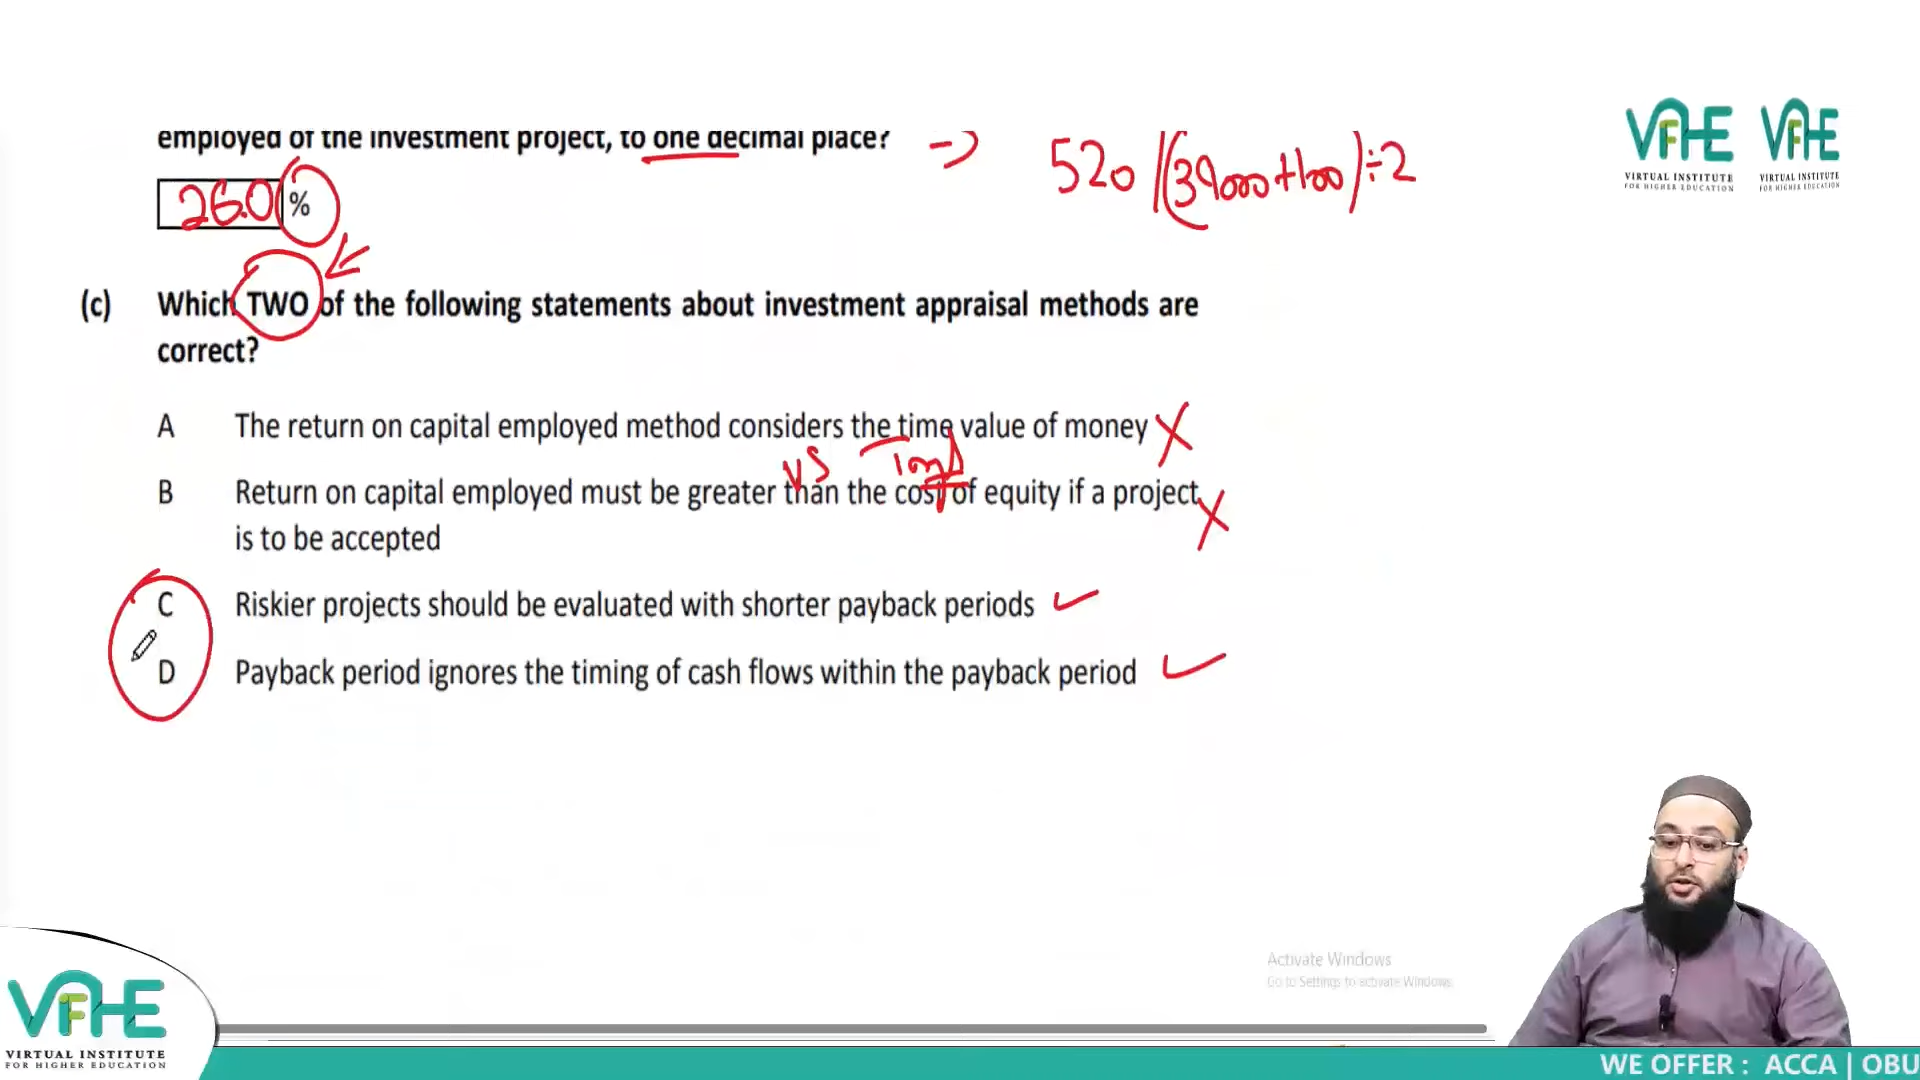 employed of the investment project, to one decimal place?
520 / (39000 + 100) ÷ 2
26.0 %
(c) Which TWO of the following statements about investment appraisal methods are
correct?
A The return on capital employed method considers the time value of money X
VS
B Return on capital employed must be greater than the cost of equity if a project X
is to be accepted
C Riskier projects should be evaluated with shorter payback periods ✓
D Payback period ignores the timing of cash flows within the payback period ✓
VFHE
VIRTUAL INSTITUTE
FOR HIGHER EDUCATION
VFHE
VIRTUAL INSTITUTE
FOR HIGHER EDUCATION
Activate Windows
Go to Settings to activate Windows.
VFHE
VIRTUAL INSTITUTE
FOR HIGHER EDUCATION
WE OFFER : ACCA | OBU